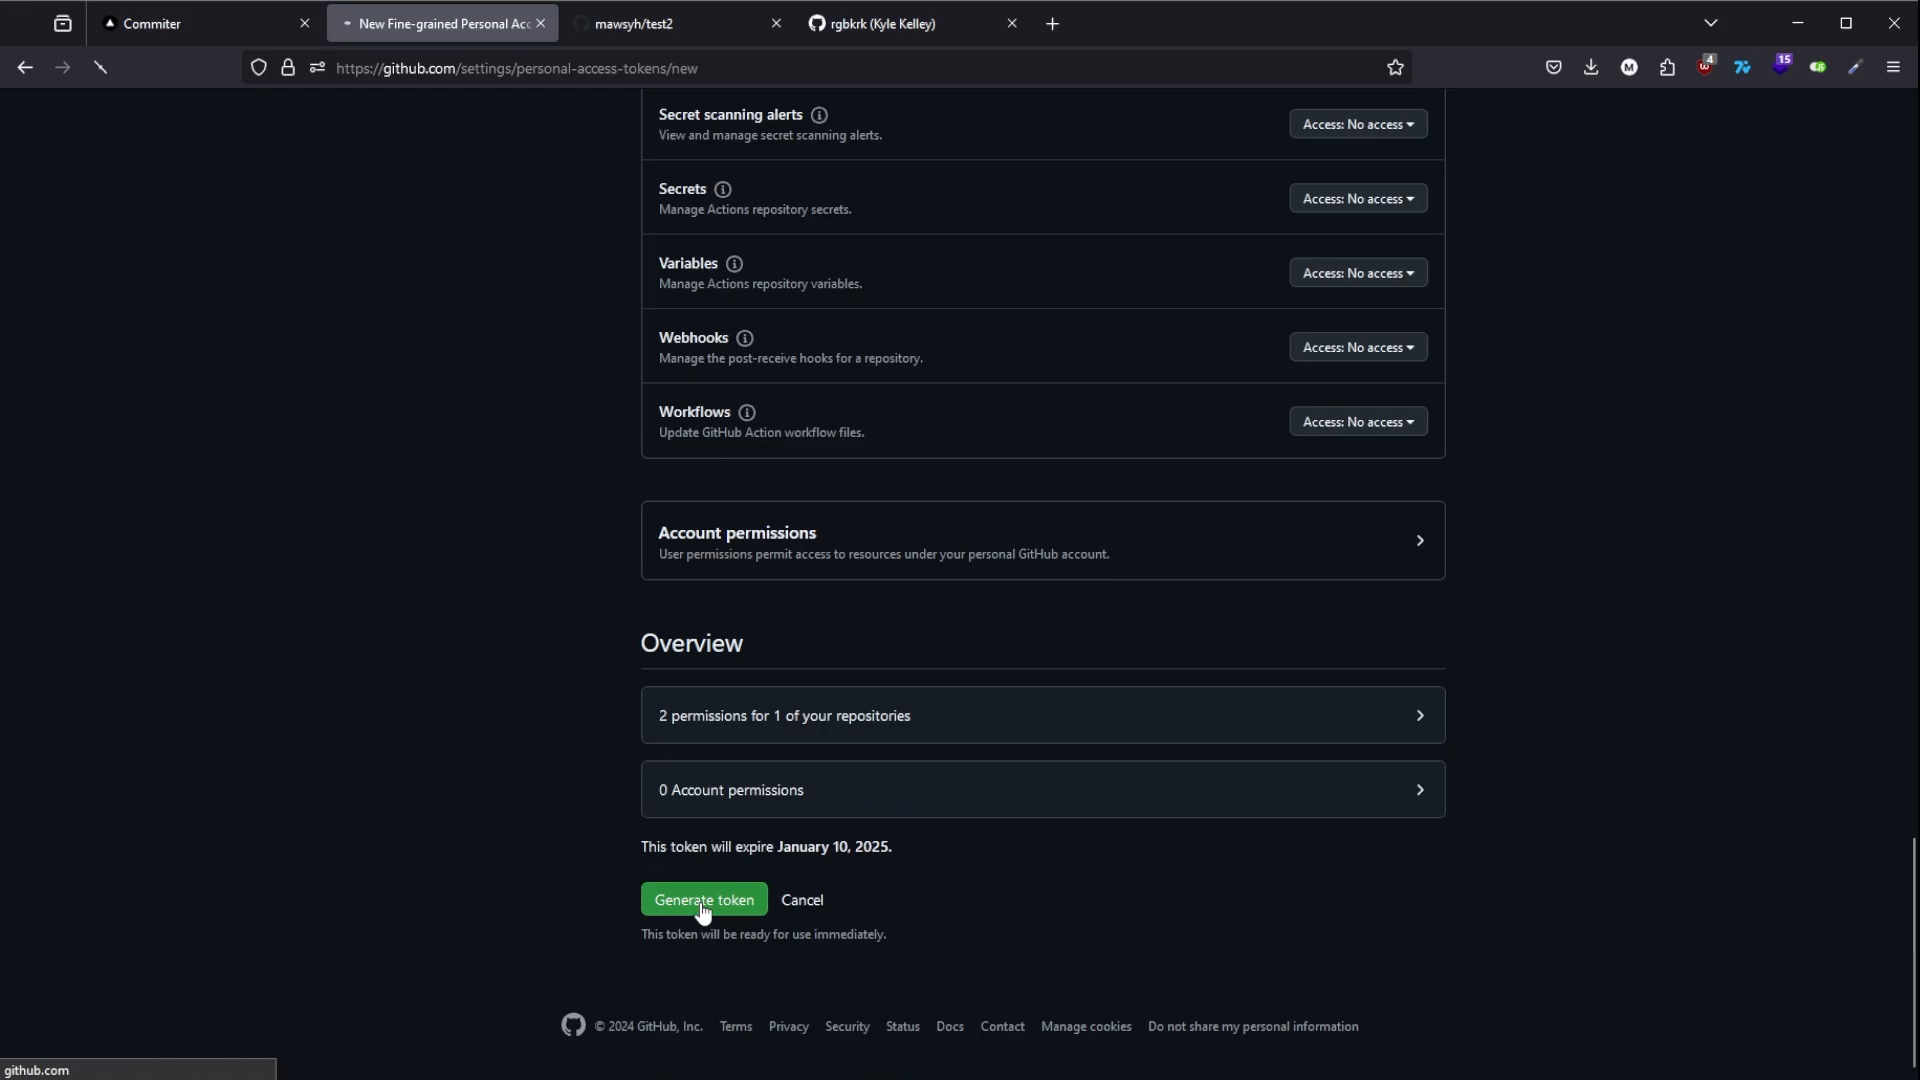 Commiter
New Fine-grained Personal Acc
mawsyh/test2
rgbkrk (Kyle Kelley)
https://github.com/settings/personal-access-tokens/new
4
15
Secret scanning alerts
View and manage secret scanning alerts.
Access: No access
Secrets
Manage Actions repository secrets.
Access: No access
Variables
Manage Actions repository variables.
Access: No access
Webhooks
Manage the post-receive hooks for a repository.
Access: No access
Workflows
Update GitHub Action workflow files.
Access: No access
Account permissions
User permissions permit access to resources under your personal GitHub account.
Overview
2 permissions for 1 of your repositories
0 Account permissions
This token will expire January 10, 2025.
Generate token Cancel
This token will be ready for use immediately.
© 2024 GitHub, Inc. Terms Privacy Security Status Docs Contact Manage cookies Do not share my personal information
github.com